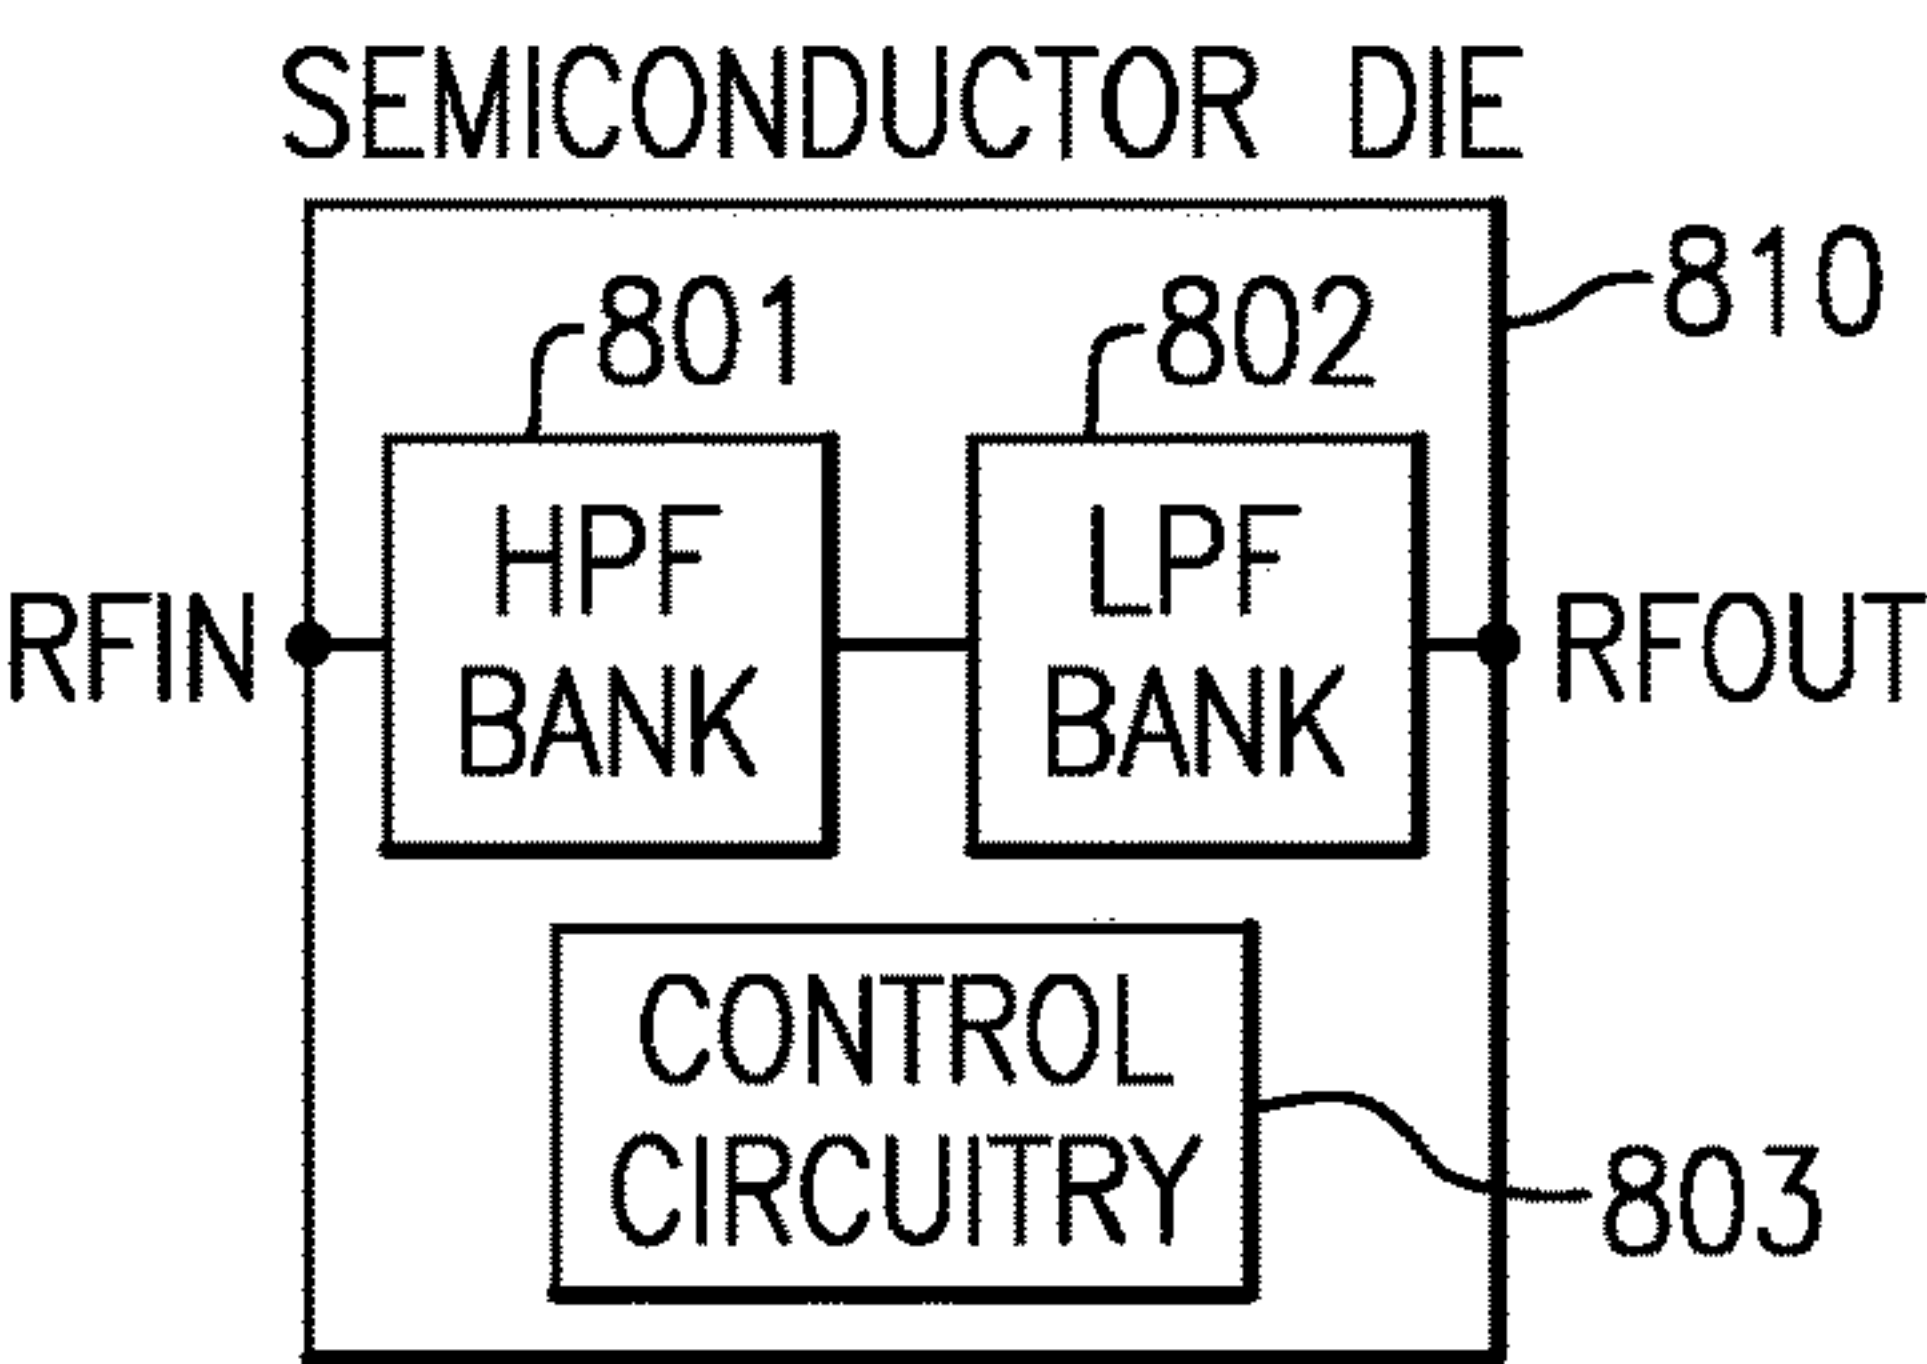 SEMICONDUCTOR DIE
810
801
802
HPF
BANK
LPF
BANK
RFIN
RFOUT
CONTROL
CIRCUITRY
803